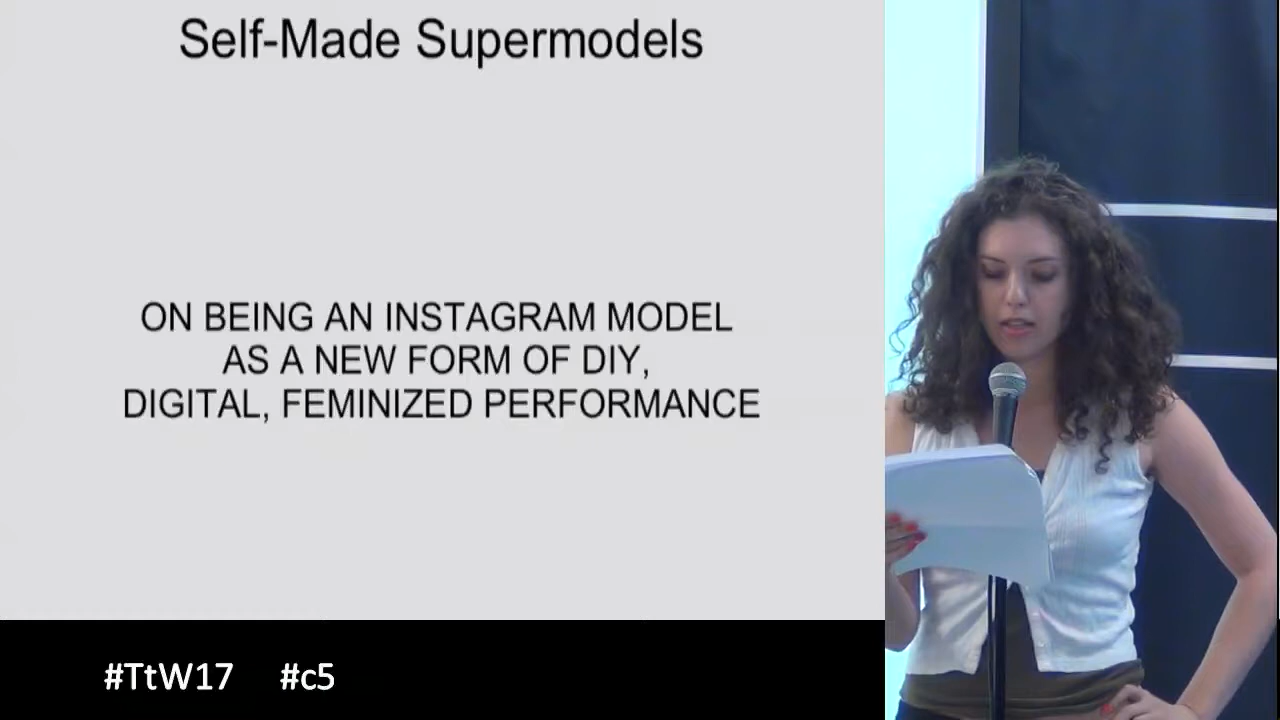 Self-Made Supermodels
ON BEING AN INSTAGRAM MODEL
AS A NEW FORM OF DIY,
DIGITAL, FEMINIZED PERFORMANCE
#TtW17 #c5